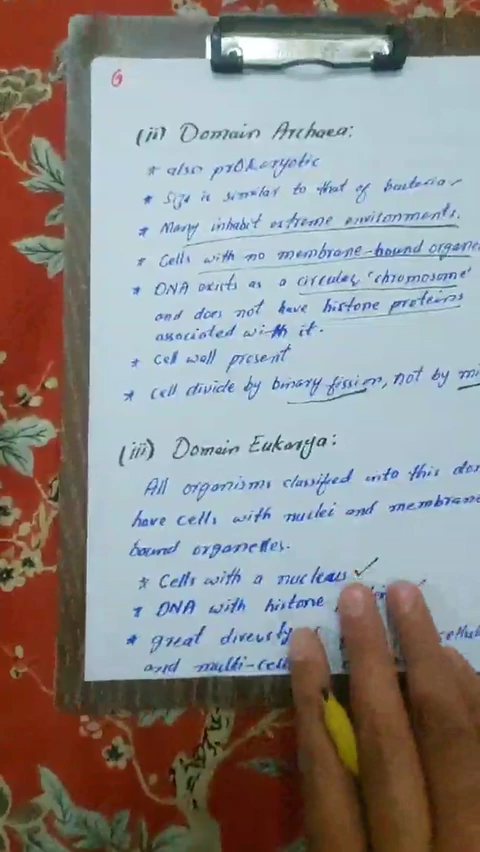 6
(ii) Domain Archaea:
* also prokaryotic
* Size is similar to that of bacteria.
* Many inhabit extreme environments.
* Cells with no membrane-bound organe
* DNA exists as a circular 'chromosome'
and does not have histone proteins
associated with it.
* Cell wall present
* Cell divide by binary fission, not by mi
(iii) Domain Eukarya:
All organisms classified into this do
have cells with nuclei and membrane
bound organelles.
* Cells with a nucleus ✓
* DNA with histone
* great diversity
and multi-cell